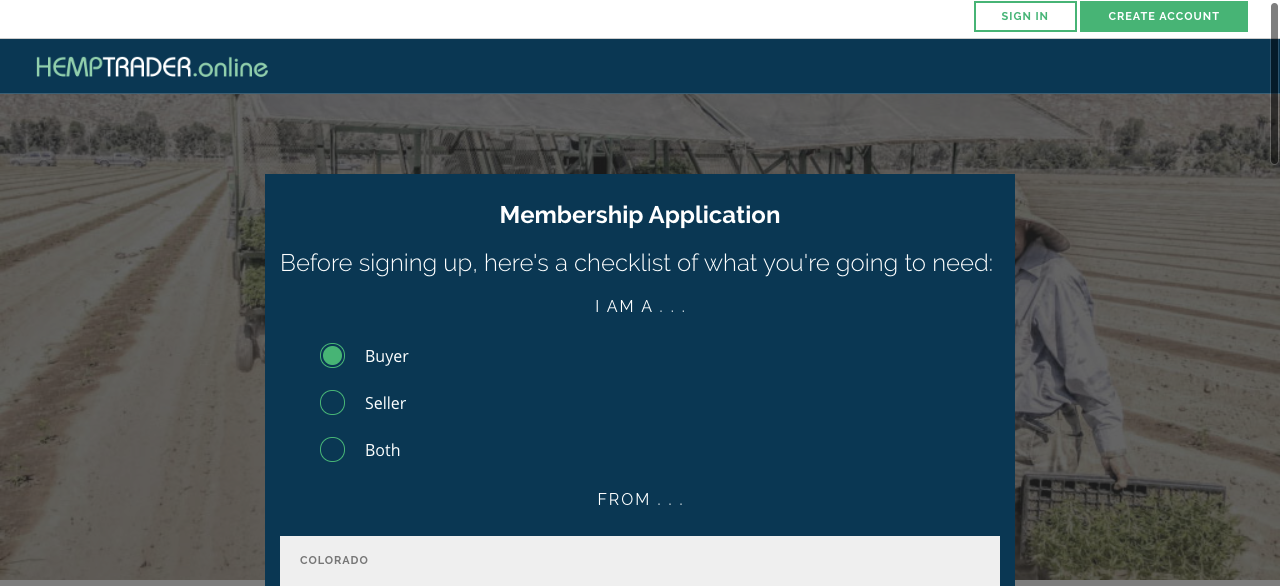 SIGN IN
CREATE ACCOUNT
HEMPTRADER.online
Membership Application
Before signing up, here's a checklist of what you're going to need:
I AM A . . .
Buyer
Seller
Both
FROM . . .
COLORADO